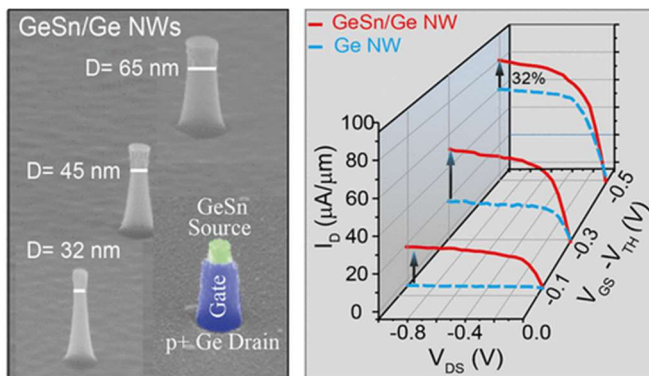 GeSn/Ge NWs
D= 65 nm
D= 45 nm
D= 32 nm
GeSn
Source
Gate
p+ Ge Drain
GeSn/Ge NW
Ge NW
32%
100
80
60
40
20
0
I_D (µA/µm)
-0.8
-0.4
0.0
V_DS (V)
-0.1
-0.3
-0.5
V_GS -V_TH (V)